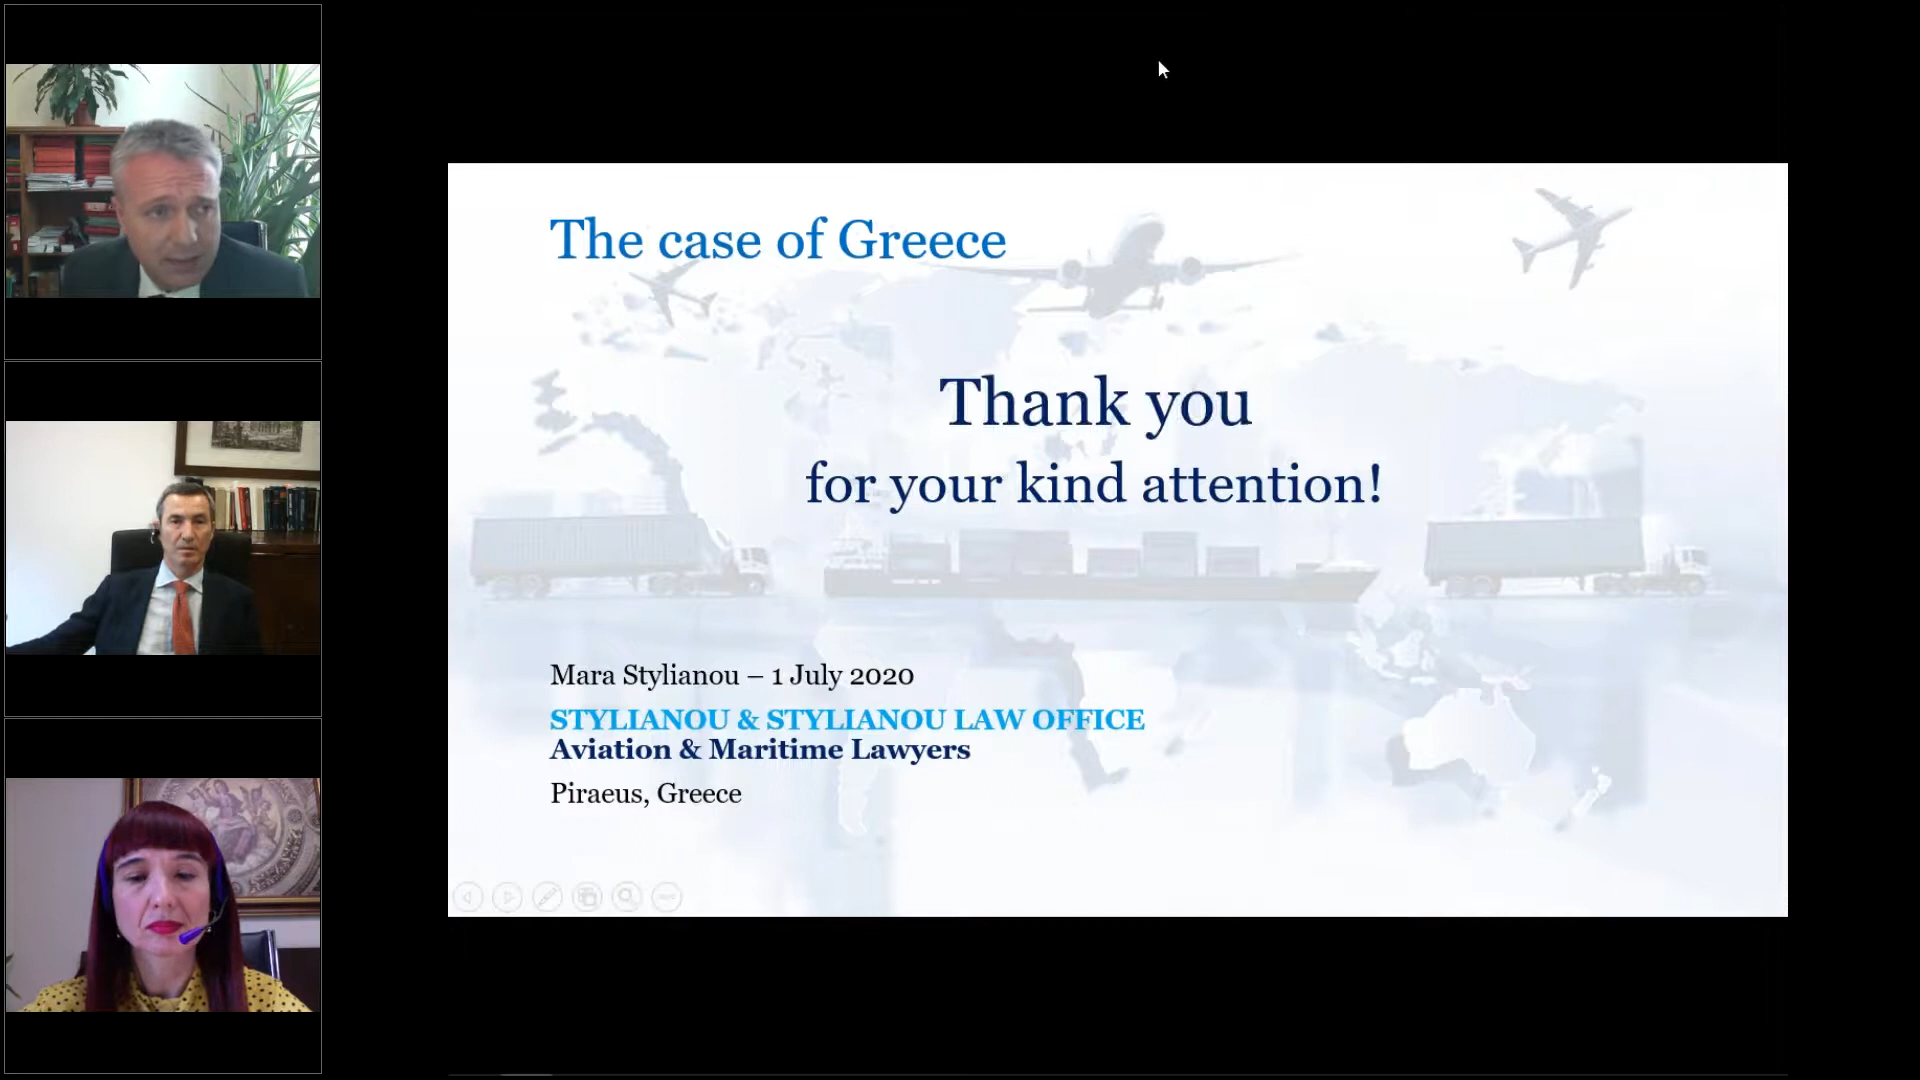 The case of Greece
Thank you
for your kind attention!
Mara Stylianou – 1 July 2020
STYLIANOU & STYLIANOU LAW OFFICE
Aviation & Maritime Lawyers
Piraeus, Greece